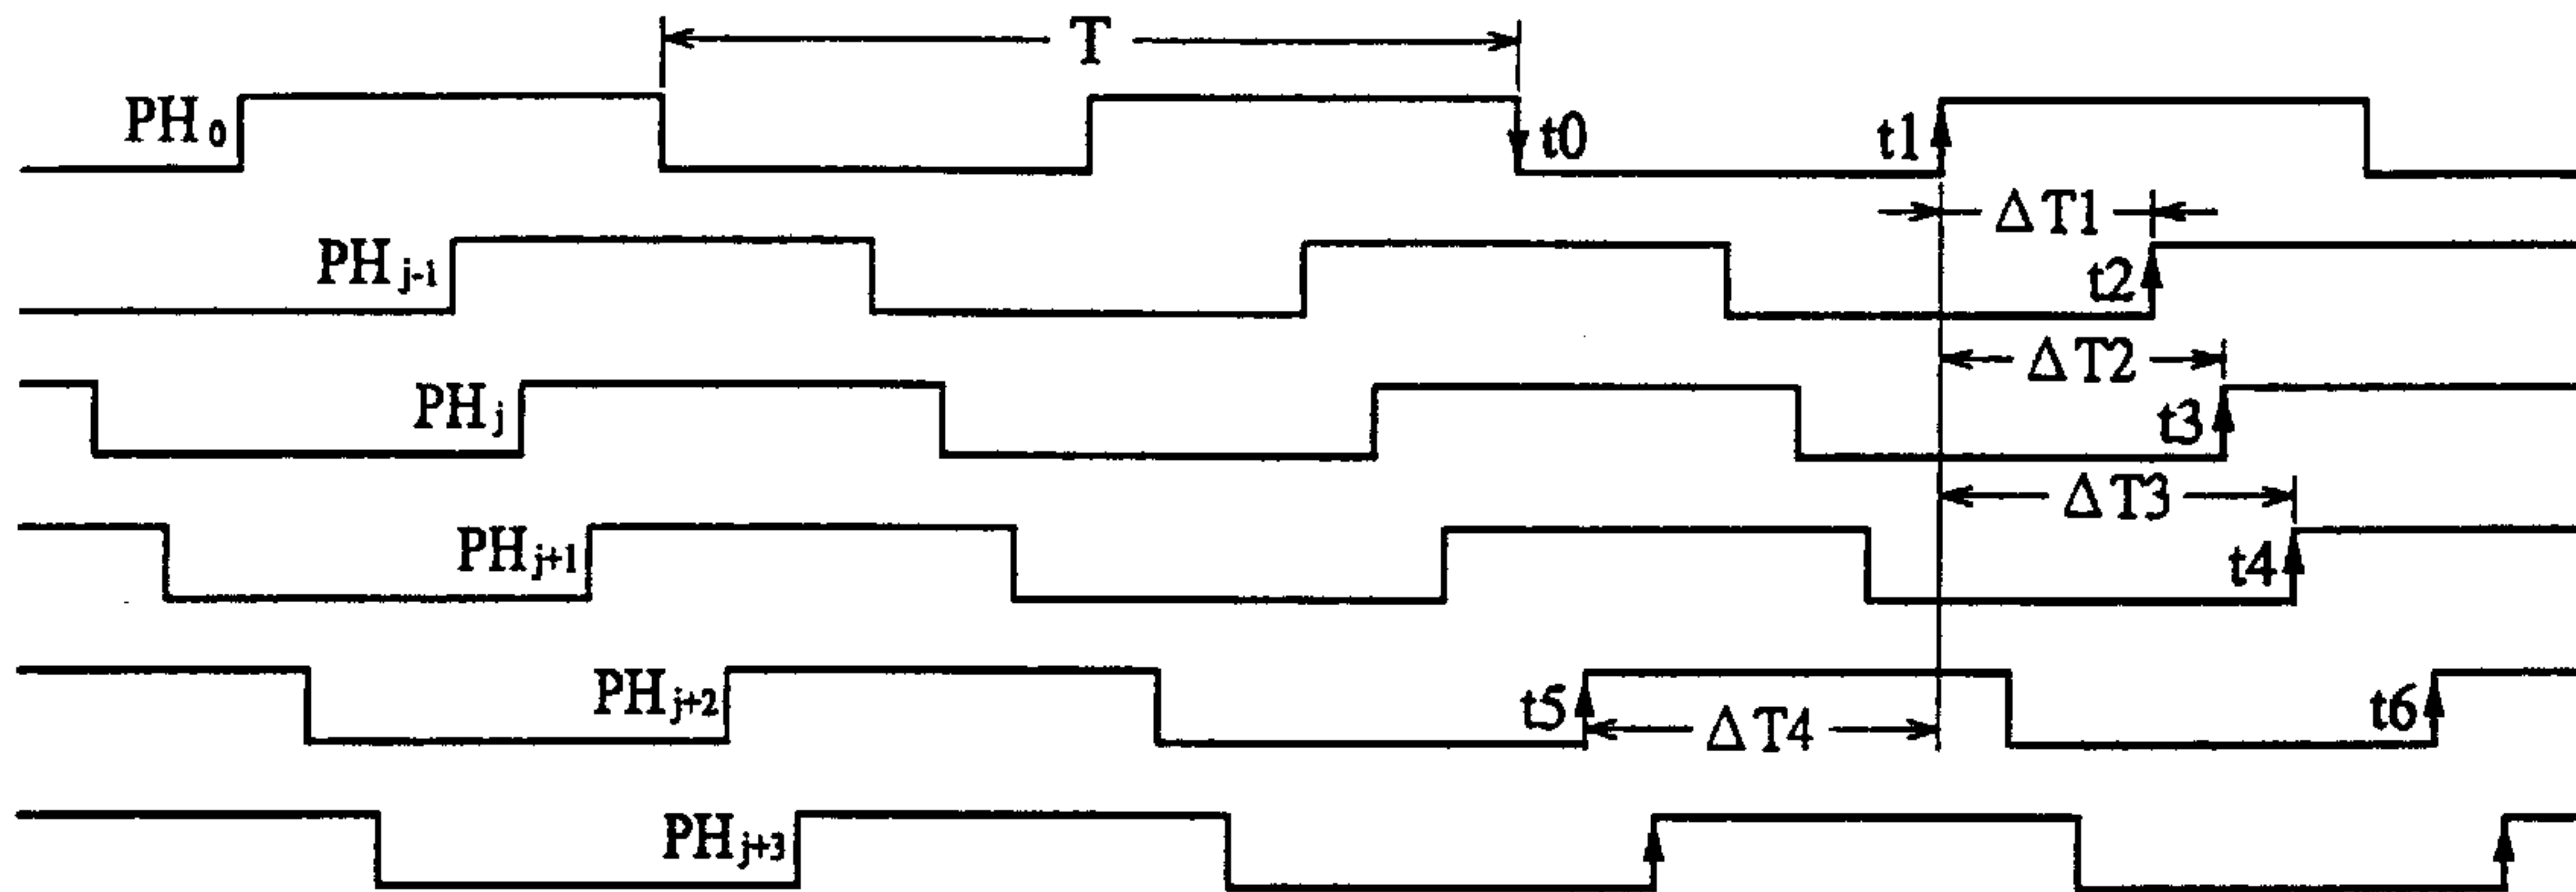 T
PH0 t0 t1
ΔT1
PHj-1 t2
ΔT2
PHj t3
ΔT3
PHj+1 t4
PHj+2 t5 ΔT4 t6
PHj+3